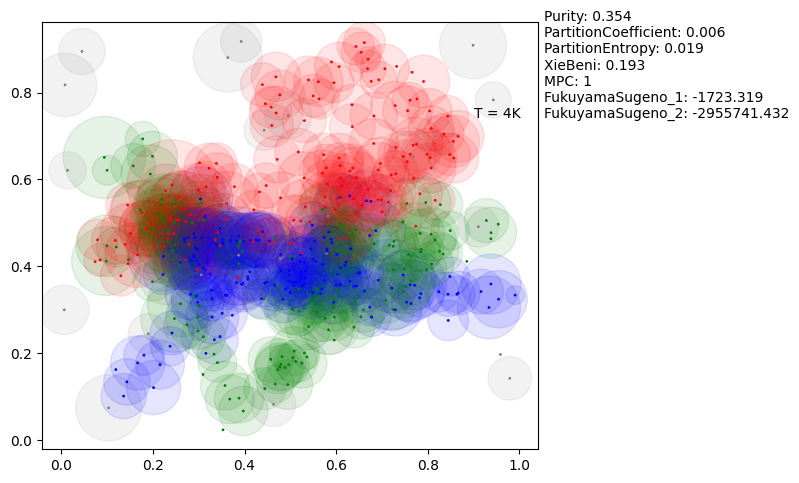 Purity: 0.354
PartitionCoefficient: 0.006
PartitionEntropy: 0.019
XieBeni: 0.193
MPC: 1
FukuyamaSugeno_1: -1723.319
FukuyamaSugeno_2: -2955741.432
T = 4K
0.8
0.6
0.4
0.2
0.0
0.0 0.2 0.4 0.6 0.8 1.0